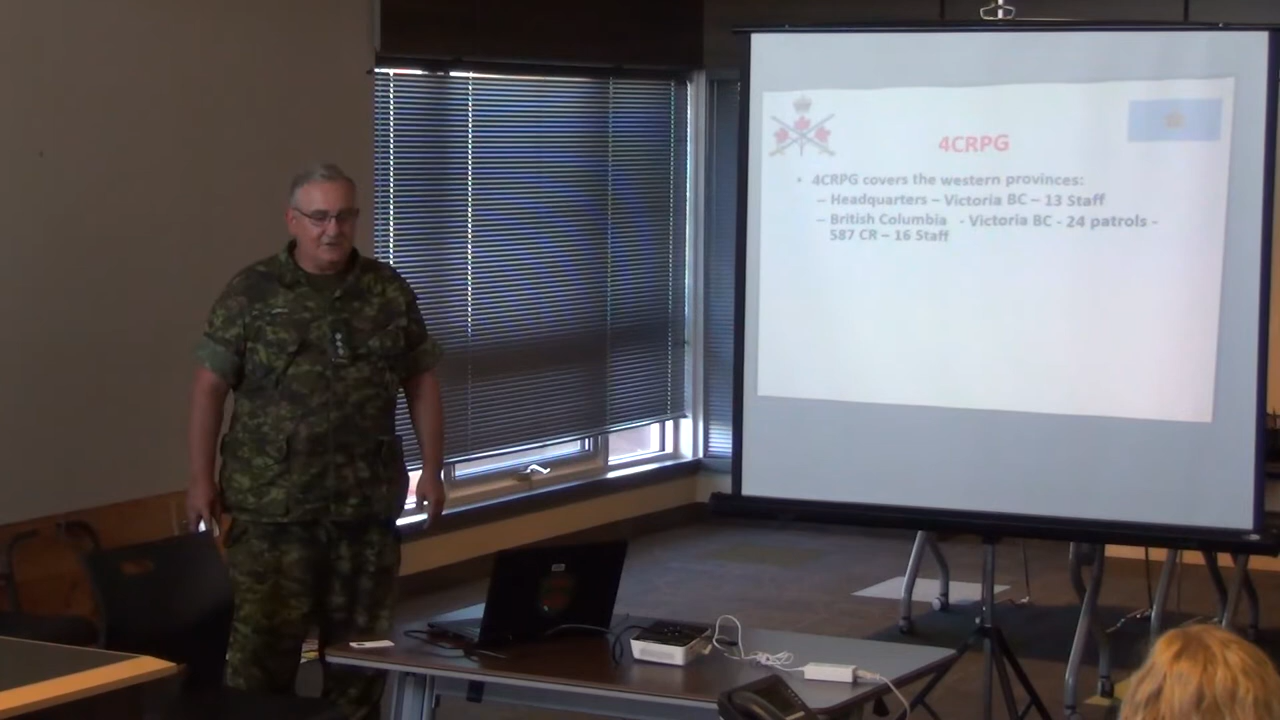 4CRPG
• 4CRPG covers the western provinces:
– Headquarters – Victoria BC – 13 Staff
– British Columbia - Victoria BC - 24 patrols -
587 CR – 16 Staff